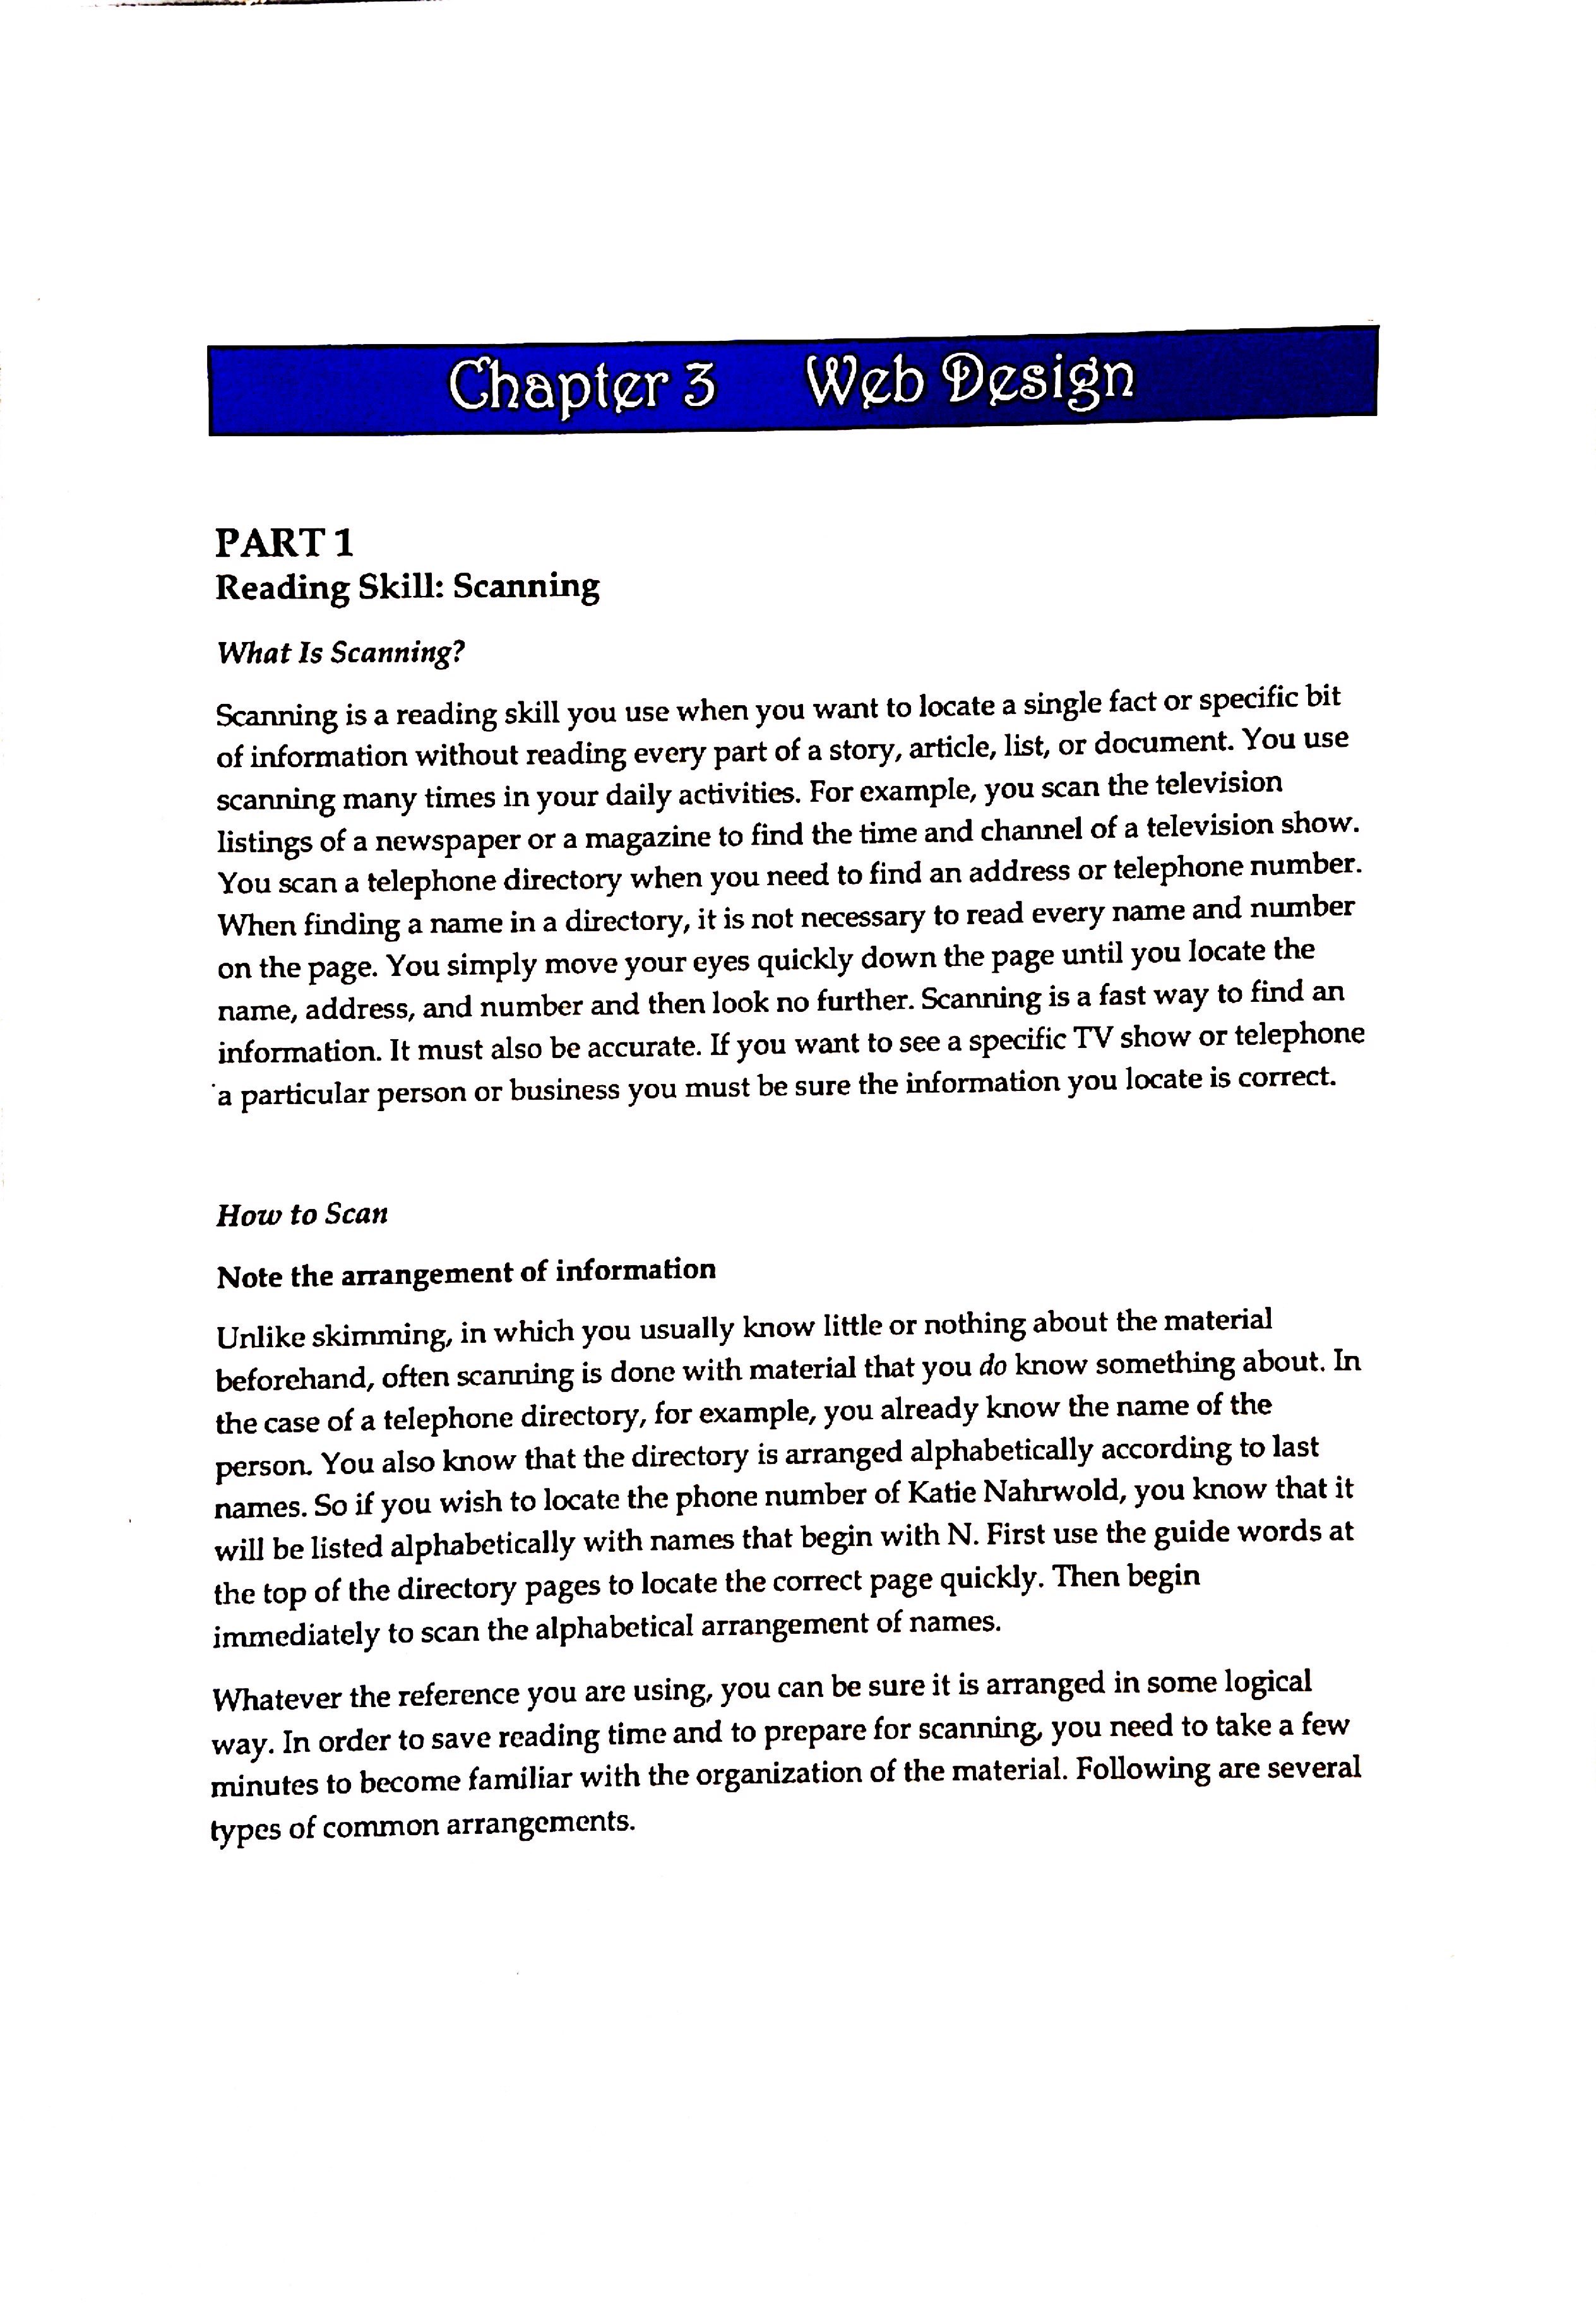 Chapter 3 Web Design
PART 1
Reading Skill: Scanning
What Is Scanning?
Scanning is a reading skill you use when you want to locate a single fact or specific bit
of information without reading every part of a story, article, list, or document. You use
scanning many times in your daily activities. For example, you scan the television
listings of a newspaper or a magazine to find the time and channel of a television show.
You scan a telephone directory when you need to find an address or telephone number.
When finding a name in a directory, it is not necessary to read every name and number
on the page. You simply move your eyes quickly down the page until you locate the
name, address, and number and then look no further. Scanning is a fast way to find an
information. It must also be accurate. If you want to see a specific TV show or telephone
a particular person or business you must be sure the information you locate is correct.
How to Scan
Note the arrangement of information
Unlike skimming, in which you usually know little or nothing about the material
beforehand, often scanning is done with material that you do know something about. In
the case of a telephone directory, for example, you already know the name of the
person. You also know that the directory is arranged alphabetically according to last
names. So if you wish to locate the phone number of Katie Nahrwold, you know that it
will be listed alphabetically with names that begin with N. First use the guide words at
the top of the directory pages to locate the correct page quickly. Then begin
immediately to scan the alphabetical arrangement of names.
Whatever the reference you are using, you can be sure it is arranged in some logical
way. In order to save reading time and to prepare for scanning, you need to take a few
minutes to become familiar with the organization of the material. Following are several
types of common arrangements.